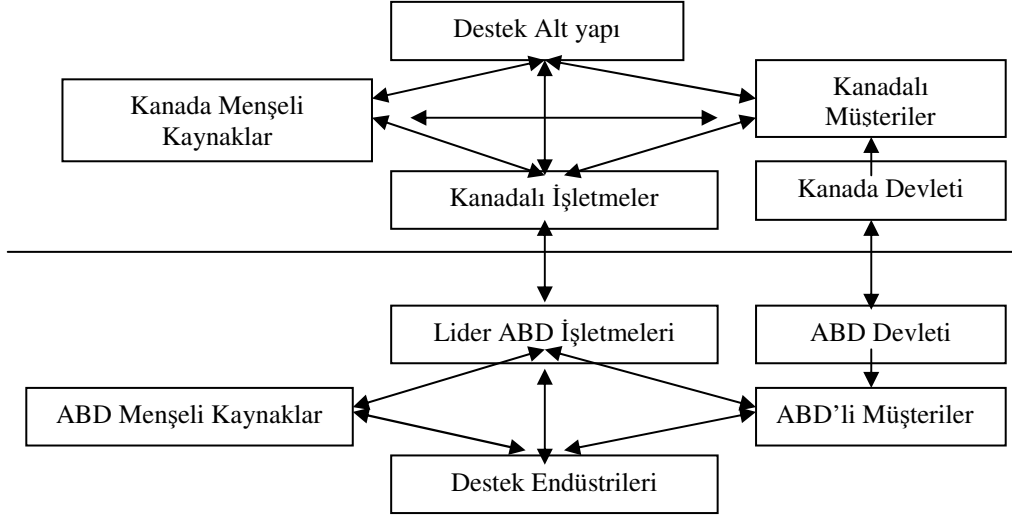 Destek Alt yapı
Kanada Menşeli
Kaynaklar
Kanadalı
Müşteriler
Kanadalı İşletmeler
Kanada Devleti
Lider ABD İşletmeleri
ABD Devleti
ABD Menşeli Kaynaklar
ABD’li Müşteriler
Destek Endüstrileri